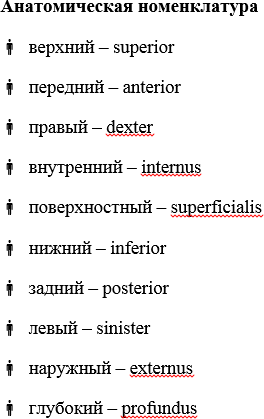 Анатомическая номенклатура
верхний – superior
передний – anterior
правый – dexter
внутренний – internus
поверхностный – superficialis
нижний – inferior
задний – posterior
левый – sinister
наружный – externus
глубокий – profundus